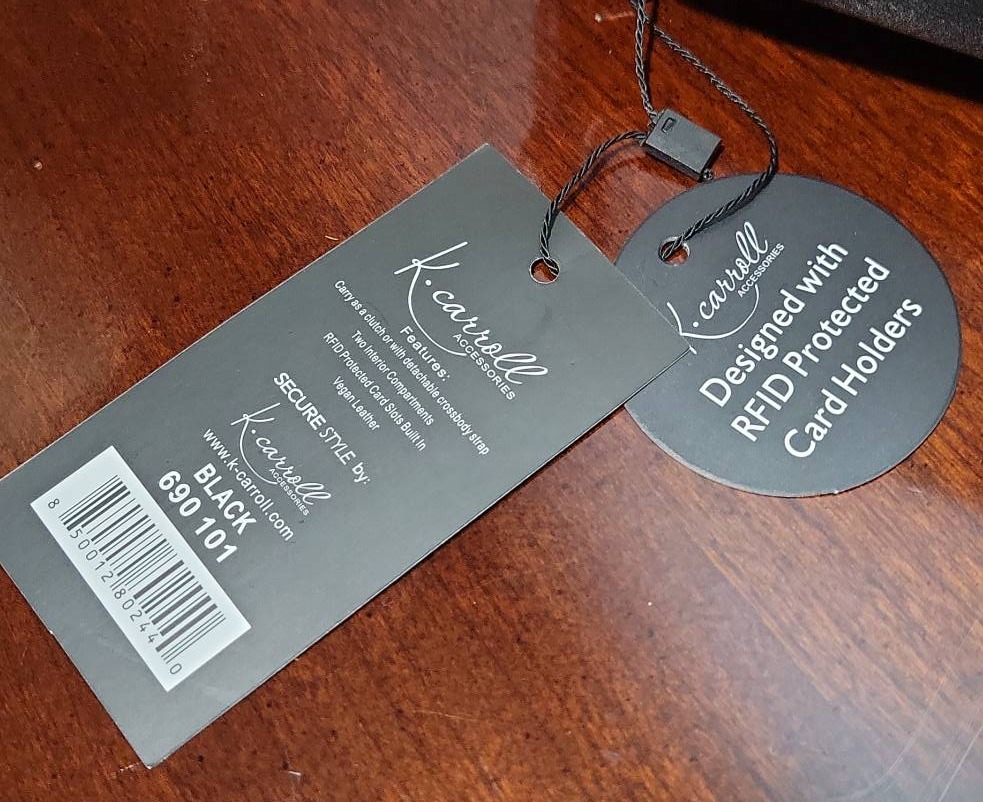 K.carroll
ACCESSORIES
Features:
Carry as a clutch or with detachable crossbody strap
Two Interior Compartments
RFID Protected Card Slots Built In
Vegan Leather
SECURE STYLE by:
K.carroll
ACCESSORIES
www.k-carroll.com
BLACK
690 101
8 50012 80244 0
K.carroll
ACCESSORIES
Designed with
RFID Protected
Card Holders